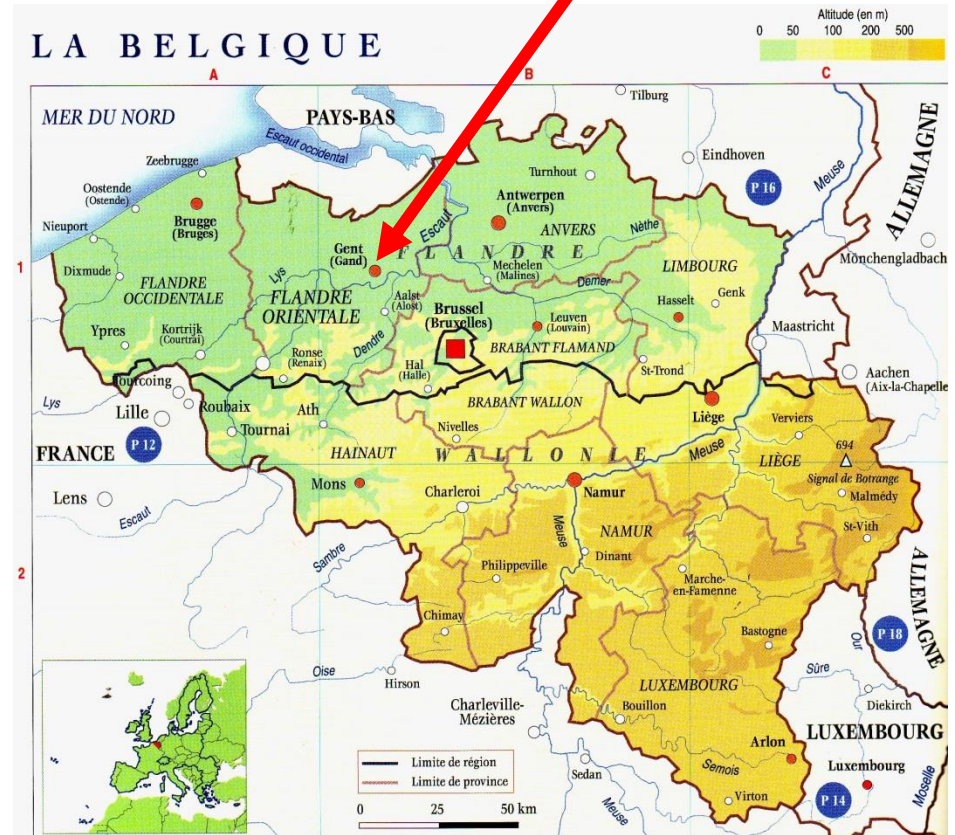 LA BELGIQUE
Altitude (en m)
0 50 100 200 500
A
B
C
MER DU NORD
PAYS-BAS
Tilburg
Escaut occidental
Zeebrugge
Eindhoven
Meuse
ALLEMAGNE
Turnhout
P 16
Oostende
(Ostende)
Antwerpen
(Anvers)
Brugge
(Bruges)
Nieuport
Escaut
ANVERS
Nèthe
Gent
(Gand)
FLANDRE
Mönchengladbach
1
Dixmude
Lys
Mechelen
(Malines)
LIMBOURG
FLANDRE
OCCIDENTALE
FLANDRE
ORIENTALE
Aalst
(Alost)
Demer
Hasselt
Genk
Brussel
(Bruxelles)
Leuven
(Louvain)
Ypres
Kortrijk
(Courtrai)
Dendre
Maastricht
Ronse
(Renaix)
BRABANT FLAMAND
Hal
(Halle)
St-Trond
Aachen
(Aix-la-Chapelle)
Tourcoing
Lys
Roubaix
Lille
Ath
BRABANT WALLON
Liège
Verviers
Tournai
Nivelles
FRANCE
P 12
HAINAUT
WALLONIE
Meuse
LIÈGE
694
Signal de Botrange
Mons
Charleroi
Namur
Malmédy
Lens
Escaut
St-Vith
Meuse
NAMUR
Sambre
Dinant
2
Philippeville
Marche-
en-Famenne
ALLEMAGNE
Chimay
Bastogne
P 18
Our
Oise
Hirson
Sûre
LUXEMBOURG
Diekirch
Charleville-
Mézières
Bouillon
LUXEMBOURG
Arlon
Limite de région
Limite de province
Sedan
Semois
Luxembourg
Moselle
0 25 50 km
Meuse
Virton
P 14